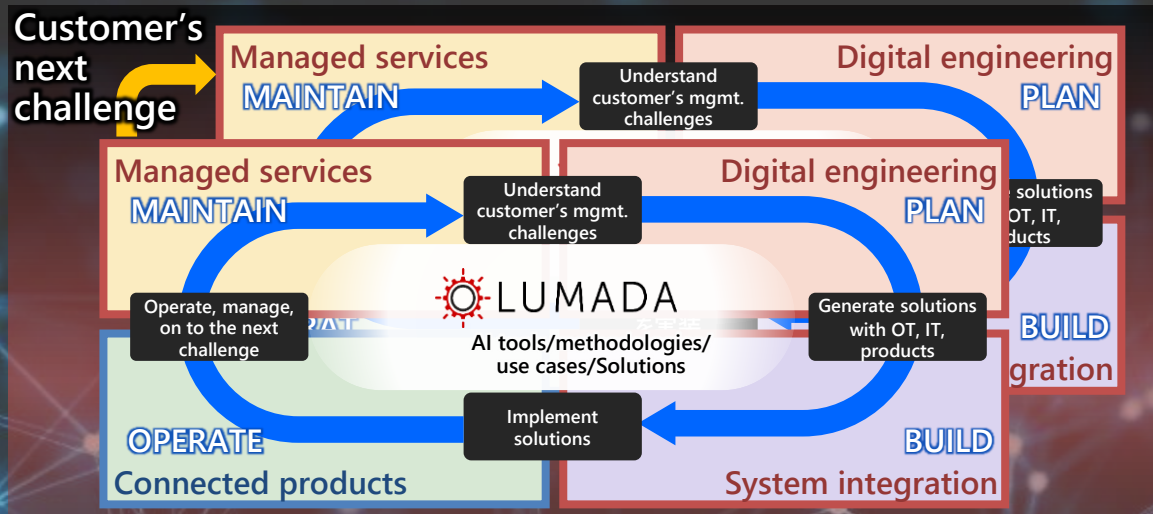 Customer's
next
challenge
Managed services
MAINTAIN
Understand
customer's mgmt.
challenges
Digital engineering
PLAN
solutions
OT, IT,
BUILD
Managed services
MAINTAIN
Understand
customer's mgmt.
challenges
Digital engineering
PLAN
Operate, manage,
on to the next
challenge
LUMADA
AI tools/methodologies/
use cases/Solutions
Generate solutions
with OT, IT,
products
Implement
solutions
OPERATE
Connected products
BUILD
System integration